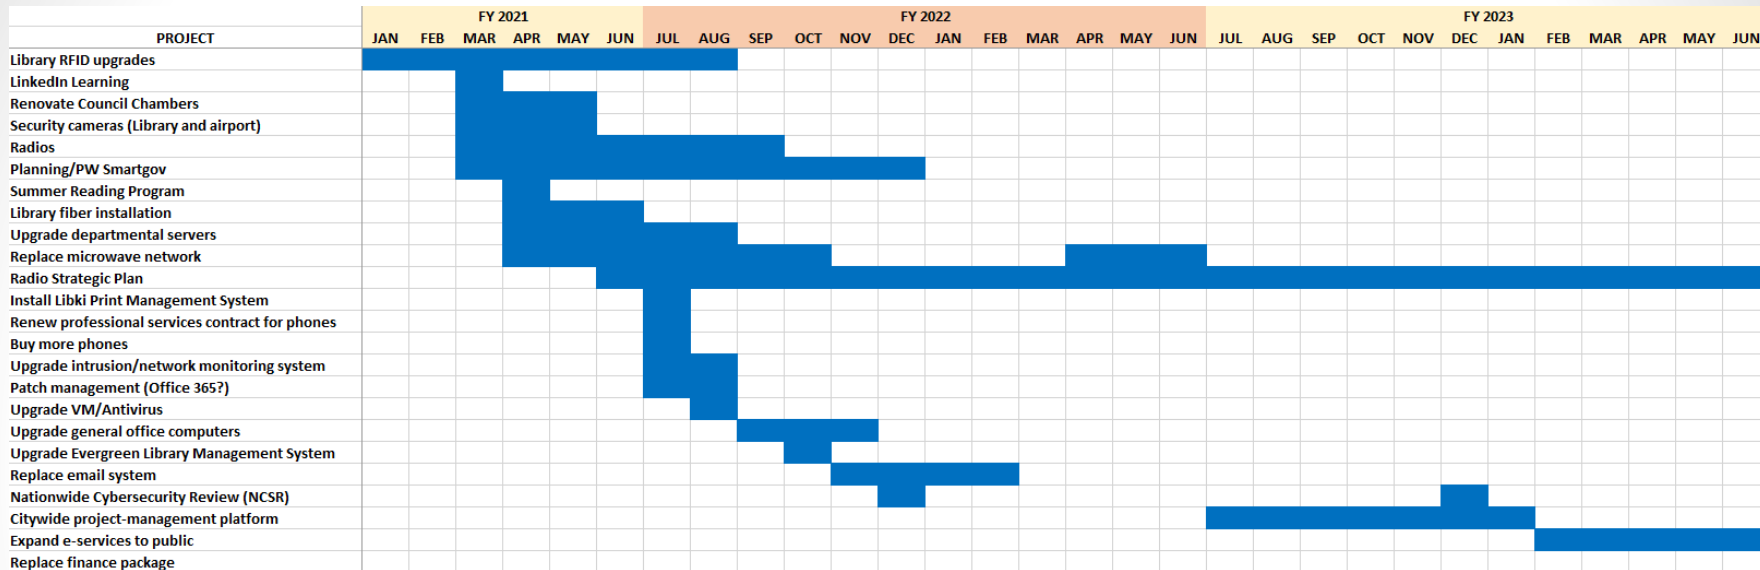 FY 2021 FY 2022 FY 2023
PROJECT JAN FEB MAR APR MAY JUN JUL AUG SEP OCT NOV DEC JAN FEB MAR APR MAY JUN JUL AUG SEP OCT NOV DEC JAN FEB MAR APR MAY JUN
Library RFID upgrades
LinkedIn Learning
Renovate Council Chambers
Security cameras (Library and airport)
Radios
Planning/PW Smartgov
Summer Reading Program
Library fiber installation
Upgrade departmental servers
Replace microwave network
Radio Strategic Plan
Install Libki Print Management System
Renew professional services contract for phones
Buy more phones
Upgrade intrusion/network monitoring system
Patch management (Office 365?)
Upgrade VM/Antivirus
Upgrade general office computers
Upgrade Evergreen Library Management System
Replace email system
Nationwide Cybersecurity Review (NCSR)
Citywide project-management platform
Expand e-services to public
Replace finance package